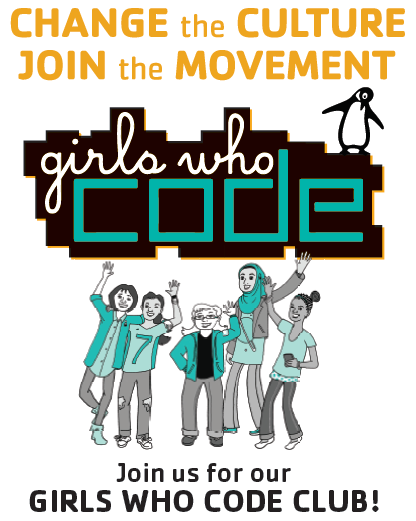 CHANGE the CULTURE
JOIN the MOVEMENT
girls who
code
7
Join us for our
GIRLS WHO CODE CLUB!